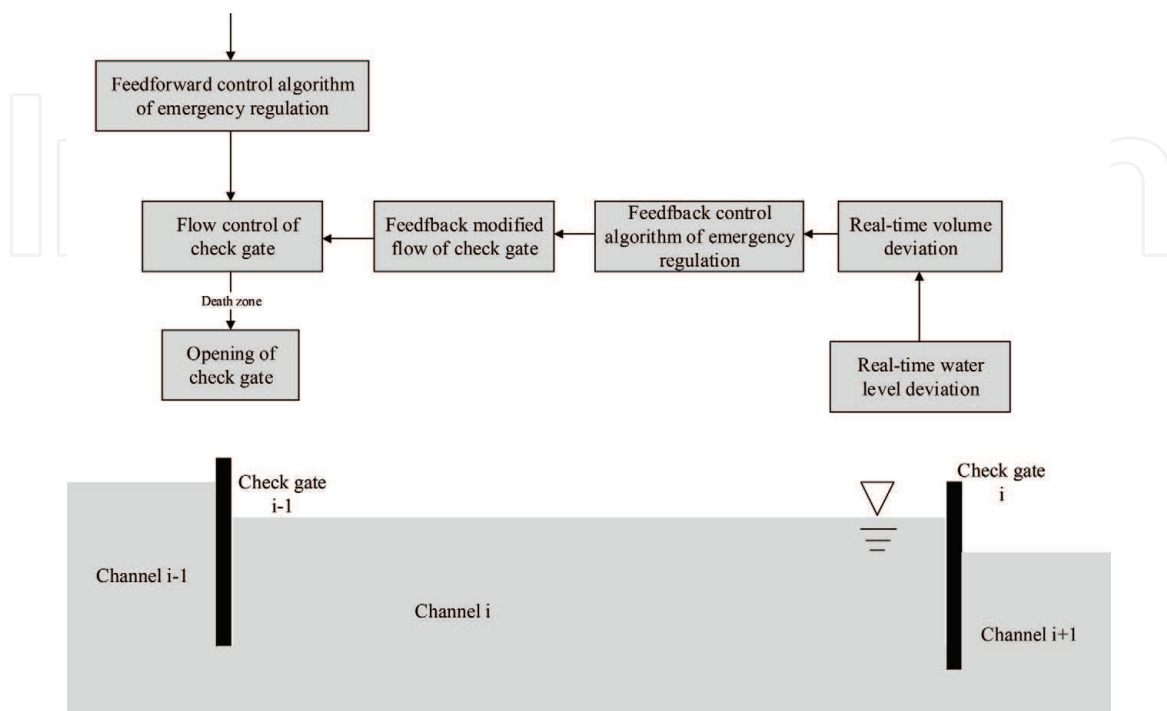 Feedforward control algorithm
of emergency regulation
Flow control of
check gate
Feedfback modified
flow of check gate
Feedfback control
algorithm of emergency
regulation
Real-time volume
deviation
Death zone
Opening of
check gate
Real-time water
level deviation
Check gate
i-1
Check gate
i
Channel i-1
Channel i
Channel i+1